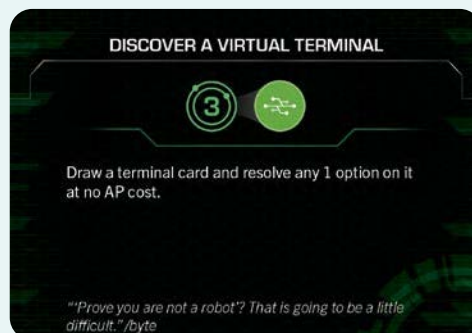 DISCOVER A VIRTUAL TERMINAL
3
Draw a terminal card and resolve any 1 option on it
at no AP cost.
"'Prove you are not a robot'? That is going to be a little
difficult." /byte